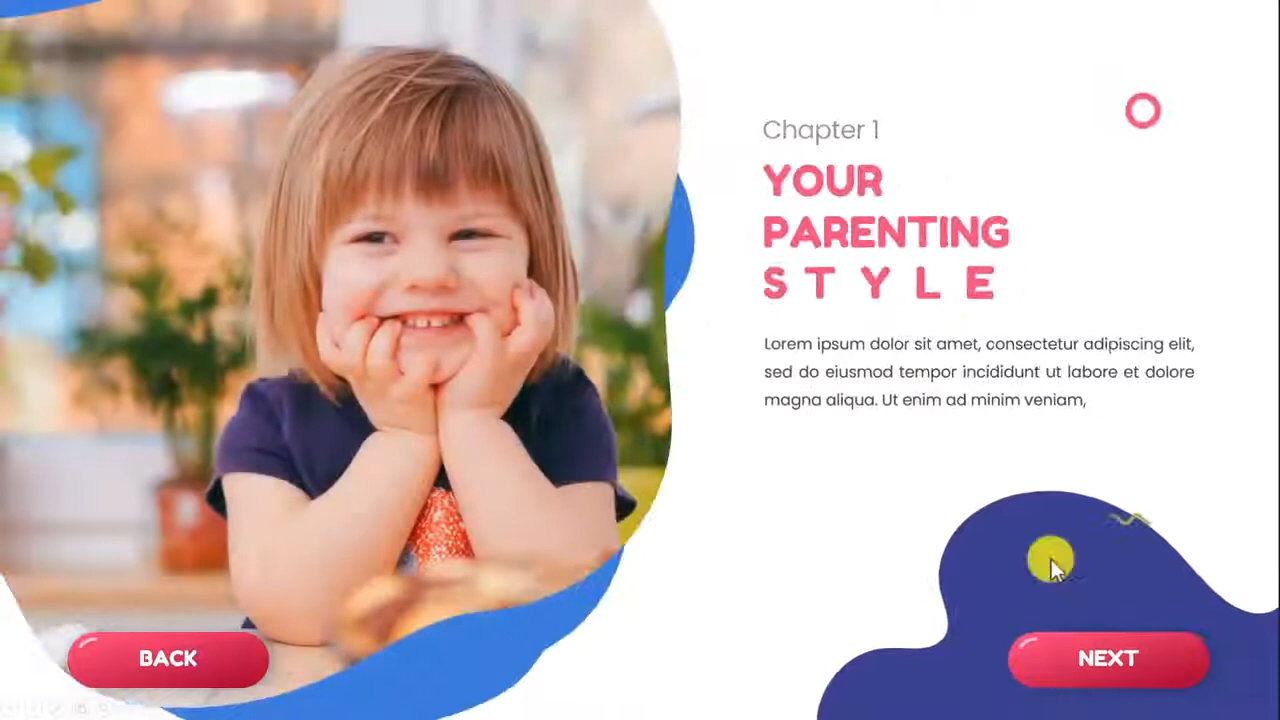 Chapter 1
YOUR
PARENTING
STYLE
Lorem ipsum dolor sit amet, consectetur adipiscing elit,
sed do eiusmod tempor incididunt ut labore et dolore
magna aliqua. Ut enim ad minim veniam,
BACK
NEXT